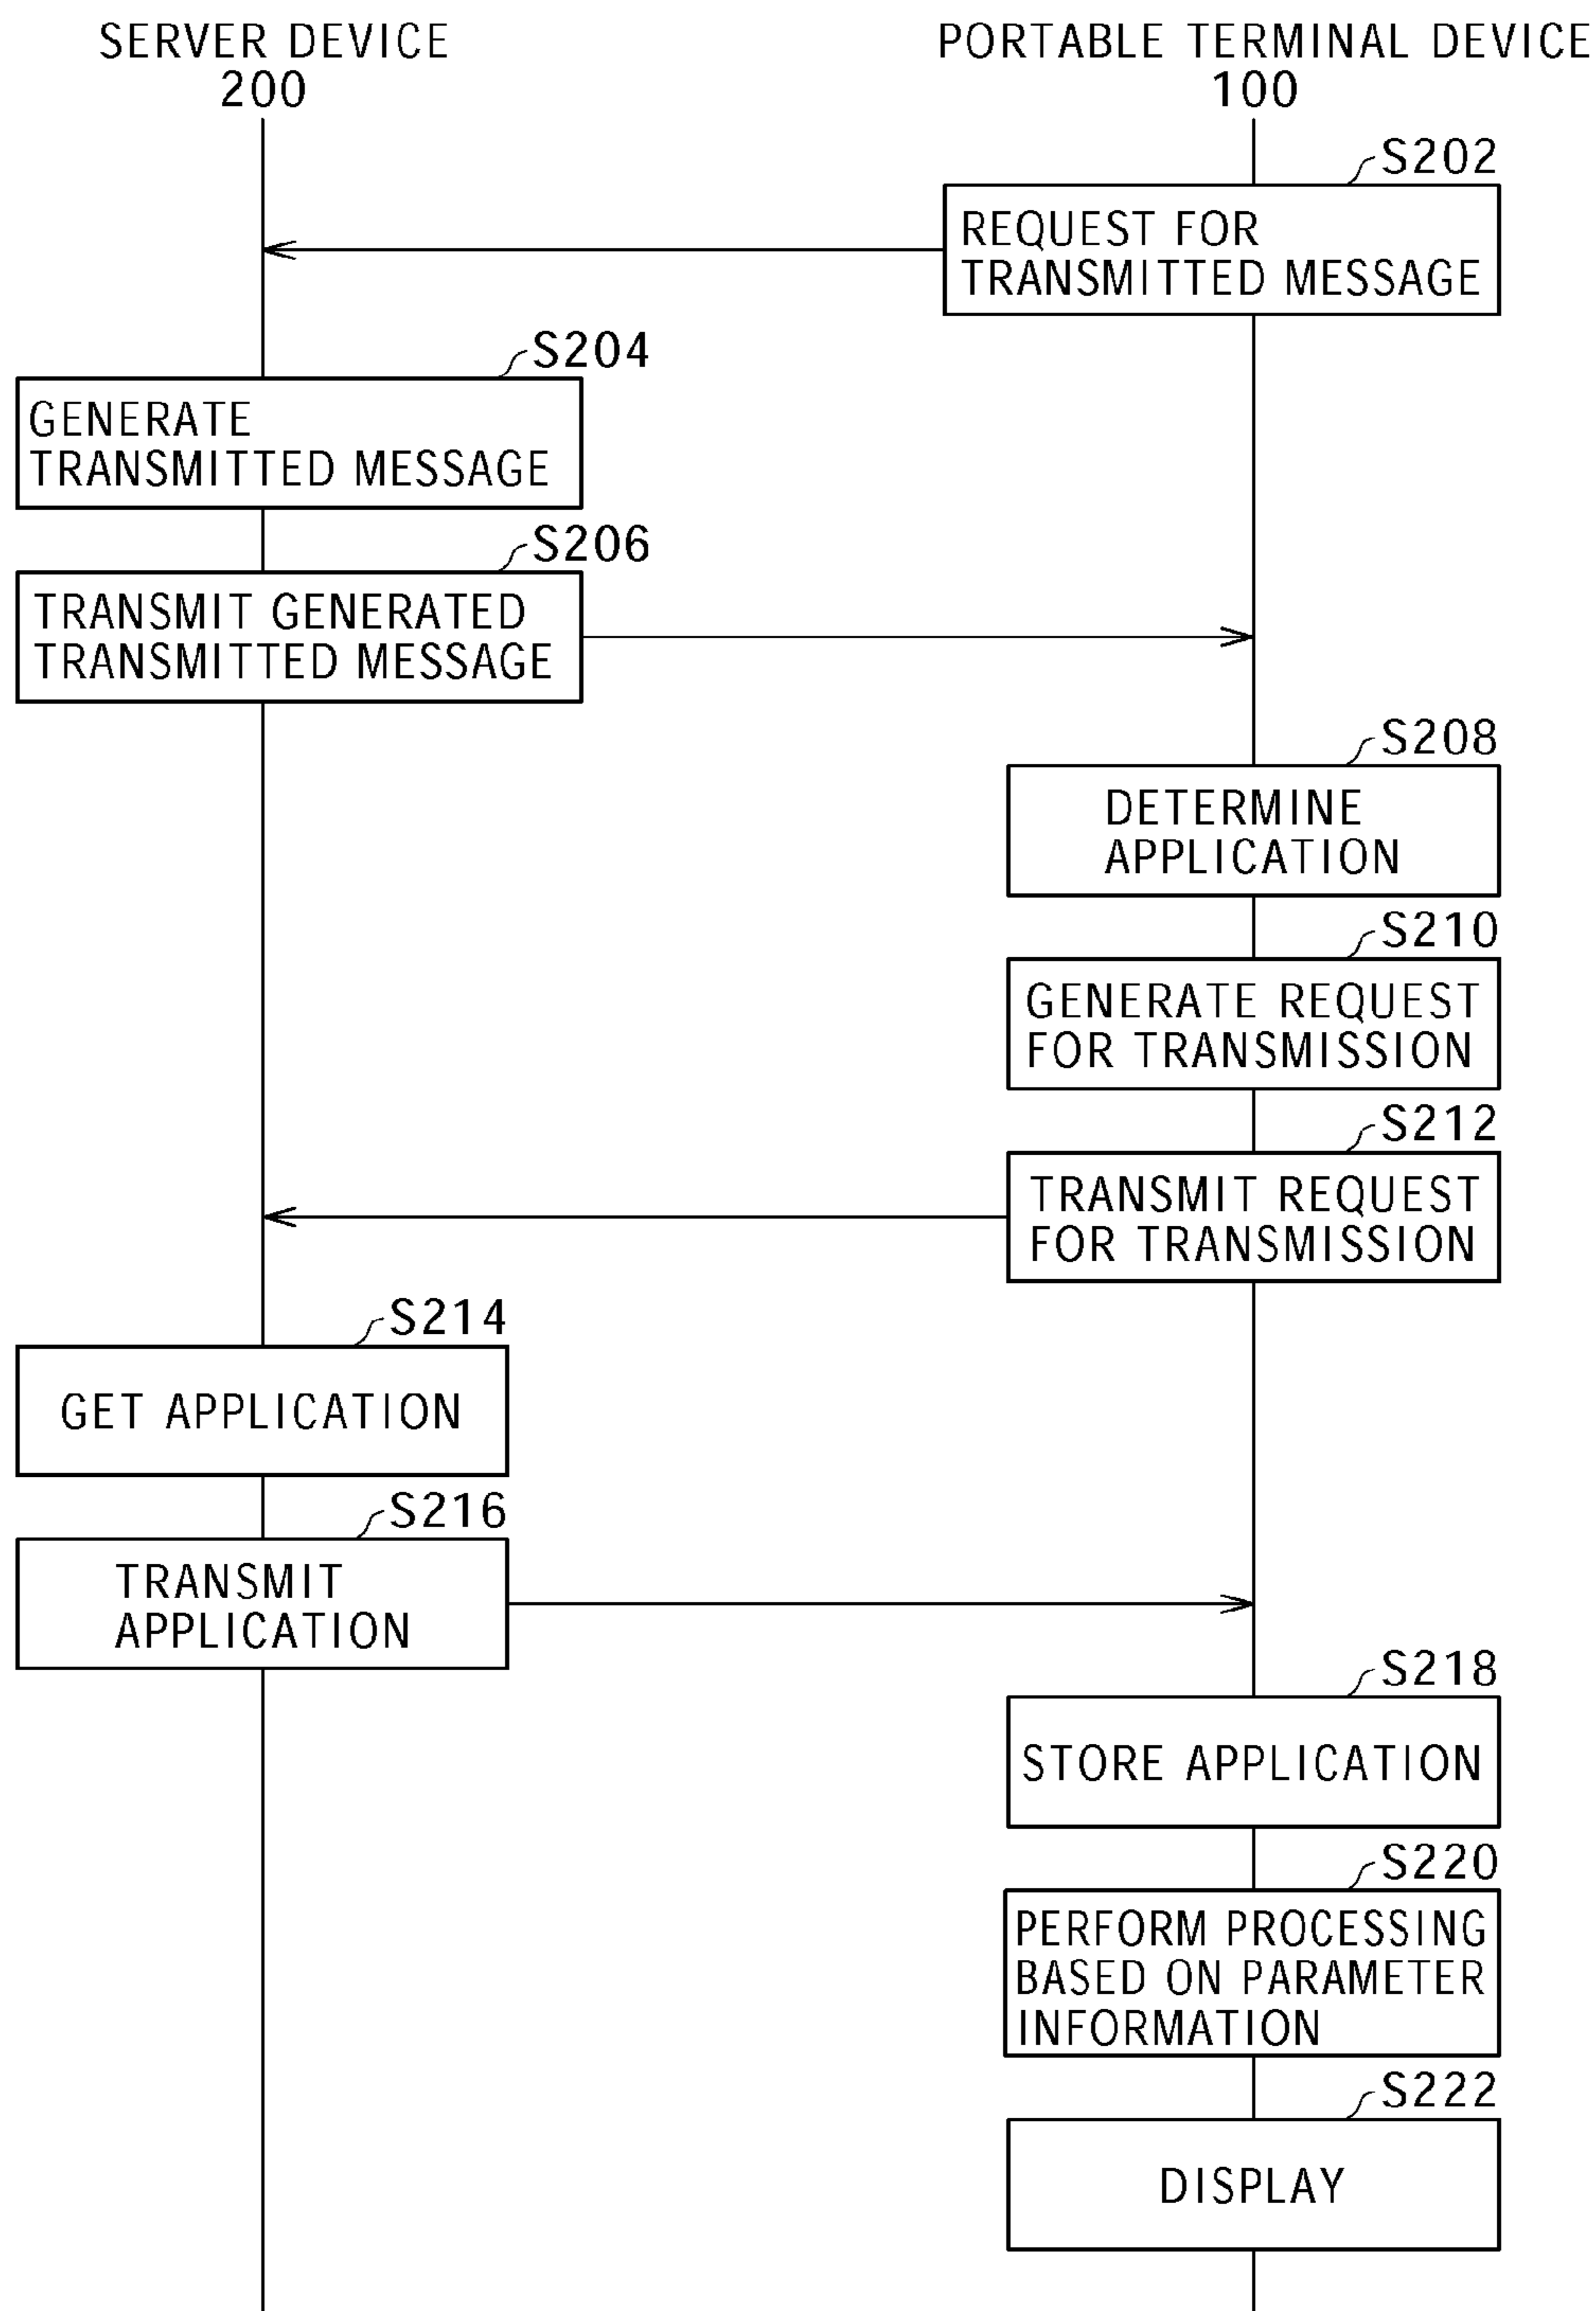 SERVER DEVICE
200
PORTABLE TERMINAL DEVICE
100
S202
REQUEST FOR
TRANSMITTED MESSAGE
S204
GENERATE
TRANSMITTED MESSAGE
S206
TRANSMIT GENERATED
TRANSMITTED MESSAGE
S208
DETERMINE
APPLICATION
S210
GENERATE REQUEST
FOR TRANSMISSION
S212
TRANSMIT REQUEST
FOR TRANSMISSION
S214
GET APPLICATION
S216
TRANSMIT
APPLICATION
S218
STORE APPLICATION
S220
PERFORM PROCESSING
BASED ON PARAMETER
INFORMATION
S222
DISPLAY